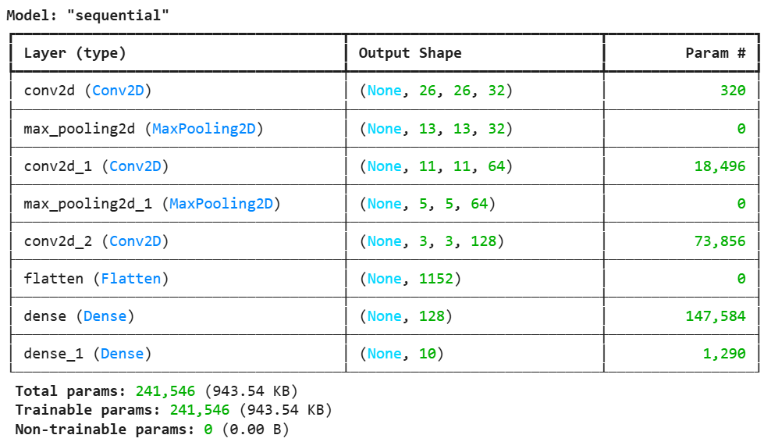 Model: "sequential"
Layer (type) Output Shape Param #
conv2d (Conv2D) (None, 26, 26, 32) 320
max_pooling2d (MaxPooling2D) (None, 13, 13, 32) 0
conv2d_1 (Conv2D) (None, 11, 11, 64) 18,496
max_pooling2d_1 (MaxPooling2D) (None, 5, 5, 64) 0
conv2d_2 (Conv2D) (None, 3, 3, 128) 73,856
flatten (Flatten) (None, 1152) 0
dense (Dense) (None, 128) 147,584
dense_1 (Dense) (None, 10) 1,290
Total params: 241,546 (943.54 KB)
Trainable params: 241,546 (943.54 KB)
Non-trainable params: 0 (0.00 B)